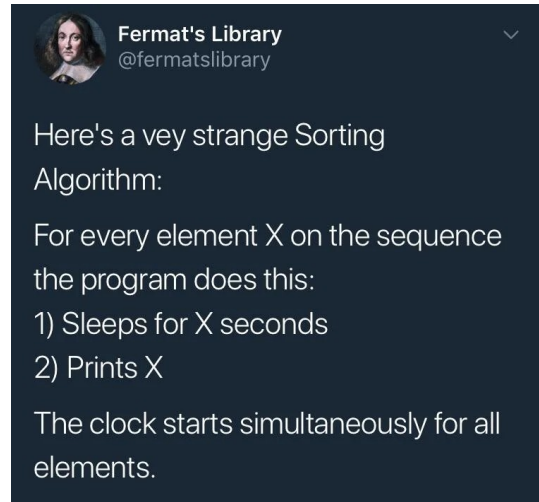 Fermat's Library
@fermatslibrary
Here's a vey strange Sorting
Algorithm:
For every element X on the sequence
the program does this:
1) Sleeps for X seconds
2) Prints X
The clock starts simultaneously for all
elements.